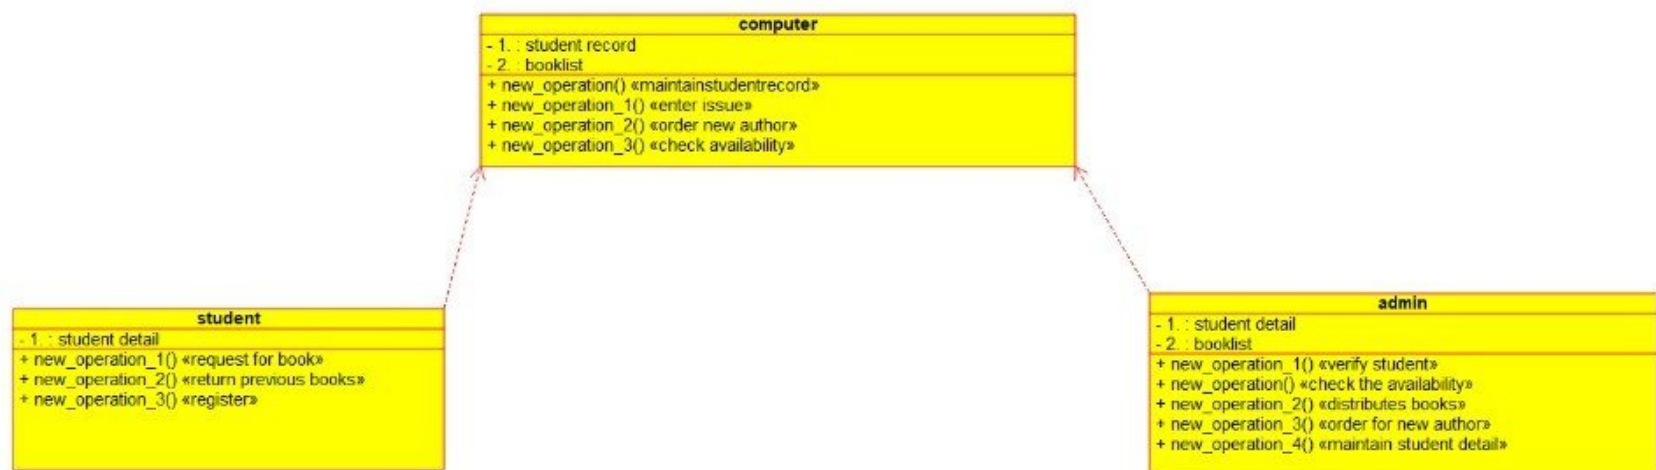 computer
- 1. : student record
- 2. : booklist
+ new_operation() «maintainstudentrecord»
+ new_operation_1() «enter issue»
+ new_operation_2() «order new author»
+ new_operation_3() «check availability»
student
- 1. : student detail
+ new_operation_1() «request for book»
+ new_operation_2() «return previous books»
+ new_operation_3() «register»
admin
- 1. : student detail
- 2. : booklist
+ new_operation_1() «verify student»
+ new_operation() «check the availability»
+ new_operation_2() «distributes books»
+ new_operation_3() «order for new author»
+ new_operation_4() «maintain student detail»